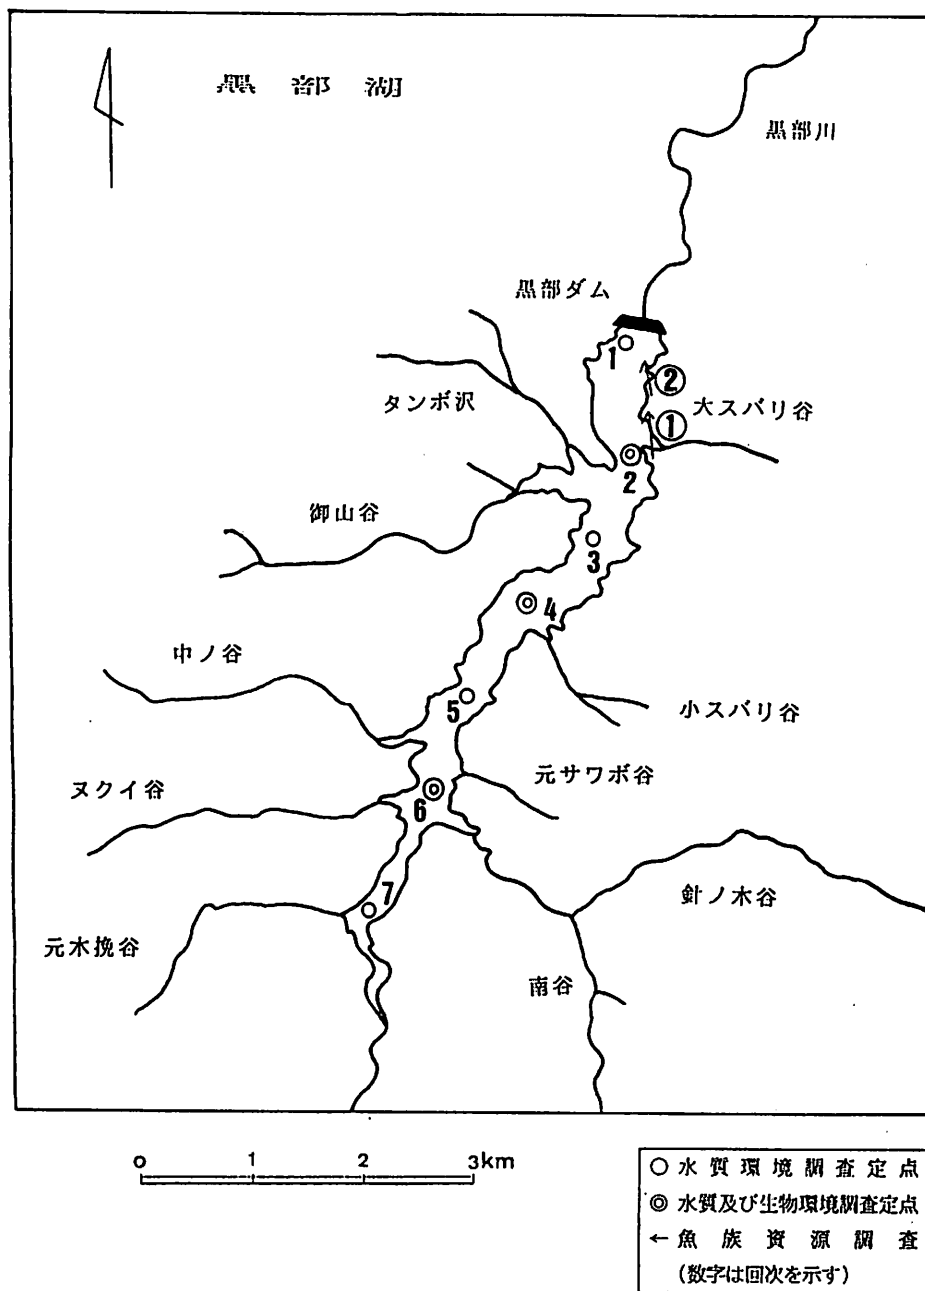 黒部湖
黒部川
黒部ダム
1
②
大スバリ谷
タンボ沢
①
2
御山谷
3
4
中ノ谷
小スバリ谷
5
元サワボ谷
ヌクイ谷
6
針ノ木谷
7
元木挽谷
南谷
0 1 2 3km
○ 水質環境調査定点
◎ 水質及び生物環境調査定点
← 魚族資源調査
(数字は回次を示す)